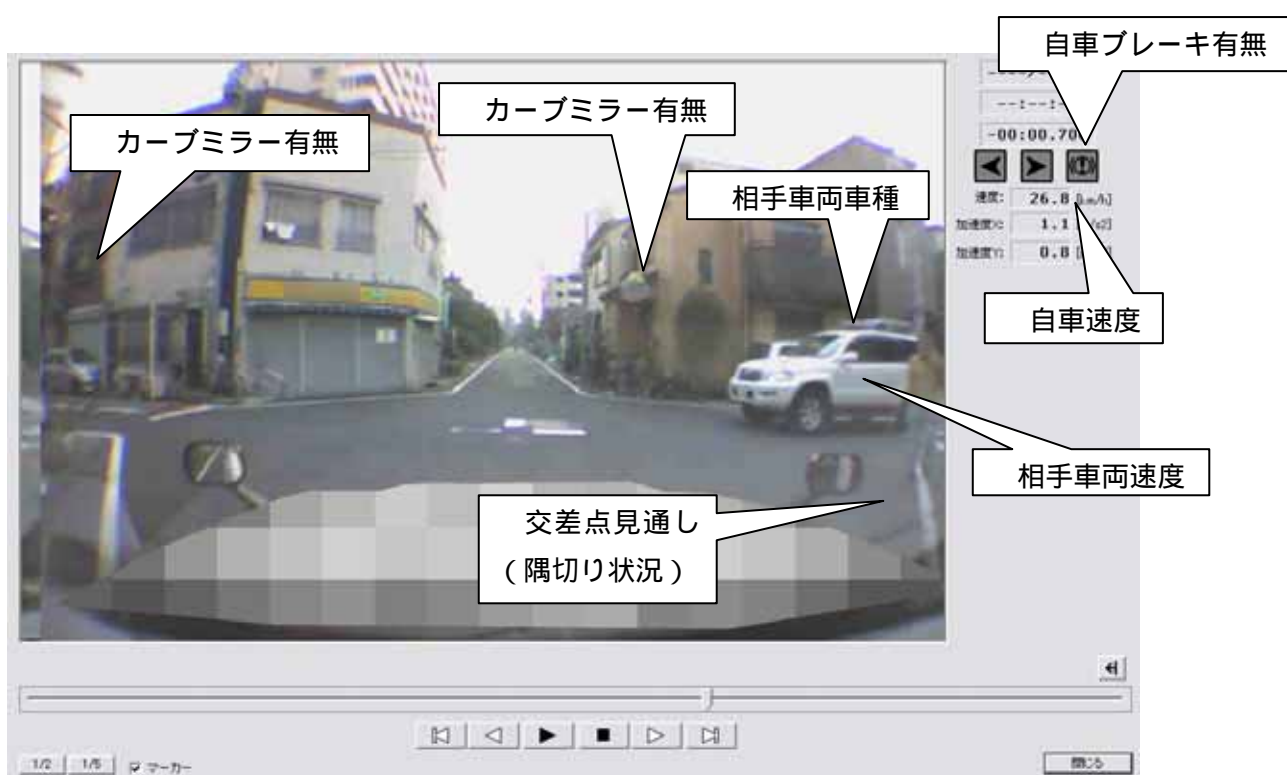 自車ブレーキ有無
カーブミラー有無
カーブミラー有無
--:--:-
-00:00.70
相手車両車種
速度: 26.8 [km/h]
加速度X: 1.1
加速度Y: 0.8
自車速度
相手車両速度
交差点見通し
(隅切り状況)
1/2 1/5 マーカー
閉じる